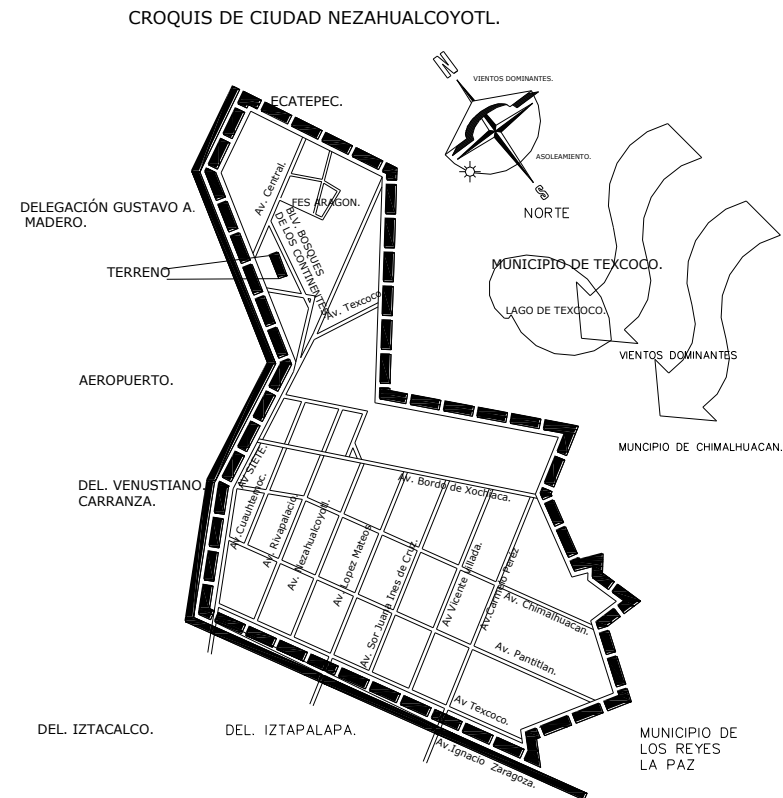 CROQUIS DE CIUDAD NEZAHUALCOYOTL.
N
VIENTOS DOMINANTES.
ECATEPEC.
ASOLEAMIENTO.
Av. Central.
S
DELEGACIÓN GUSTAVO A.
MADERO.
FES ARAGON.
NORTE
BLV. BOSQUES
DE LOS CONTINENTES
TERRENO
MUNICIPIO DE TEXCOCO.
Av. Texcoco
LAGO DE TEXCOCO.
VIENTOS DOMINANTES
AEROPUERTO.
MUNCIPIO DE CHIMALHUACAN.
AV SIETE.
DEL. VENUSTIANO.
CARRANZA.
Av. Bordo de Xochiaca.
Av.Cuauhtemoc.
Av. Rivapalacio
Av. Nezahualcoyotl.
Av. Lopez Mateos
Av. Sor Juana Ines de Cruz.
Av Vicente Villada.
Av.Carmelo Perez
Av. Chimalhuacan.
Av. Pantitlan.
Av Texcoco.
DEL. IZTACALCO.
DEL. IZTAPALAPA.
Av.Ignacio Zaragoza.
MUNICIPIO DE
LOS REYES
LA PAZ